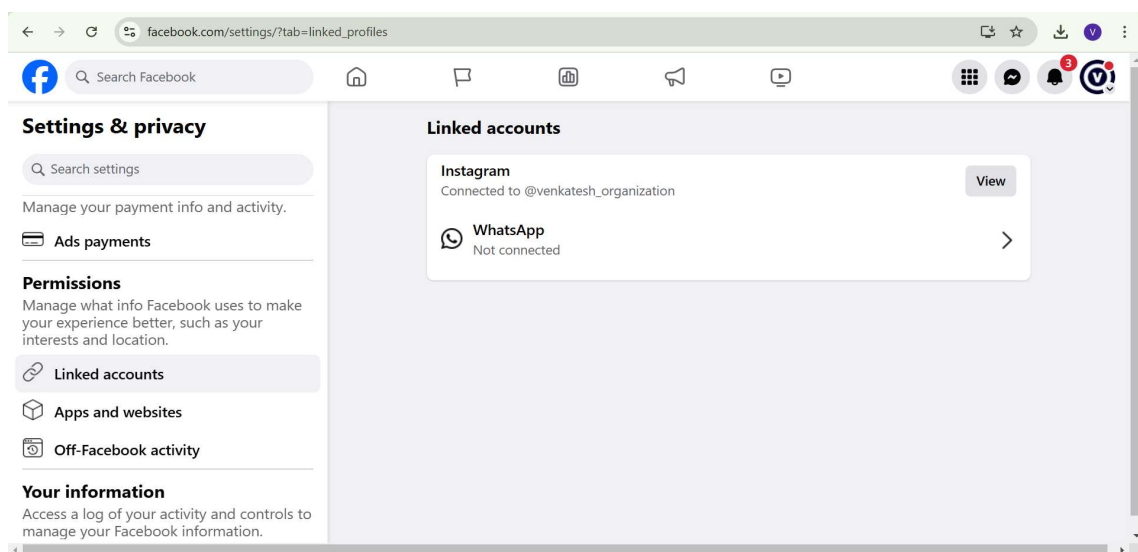 facebook.com/settings/?tab=linked_profiles
V
Search Facebook
3
V
Settings & privacy
Search settings
Manage your payment info and activity.
Ads payments
Permissions
Manage what info Facebook uses to make
your experience better, such as your
interests and location.
Linked accounts
Apps and websites
Off-Facebook activity
Your information
Access a log of your activity and controls to
manage your Facebook information.
Linked accounts
Instagram
Connected to @venkatesh_organization
View
WhatsApp
Not connected